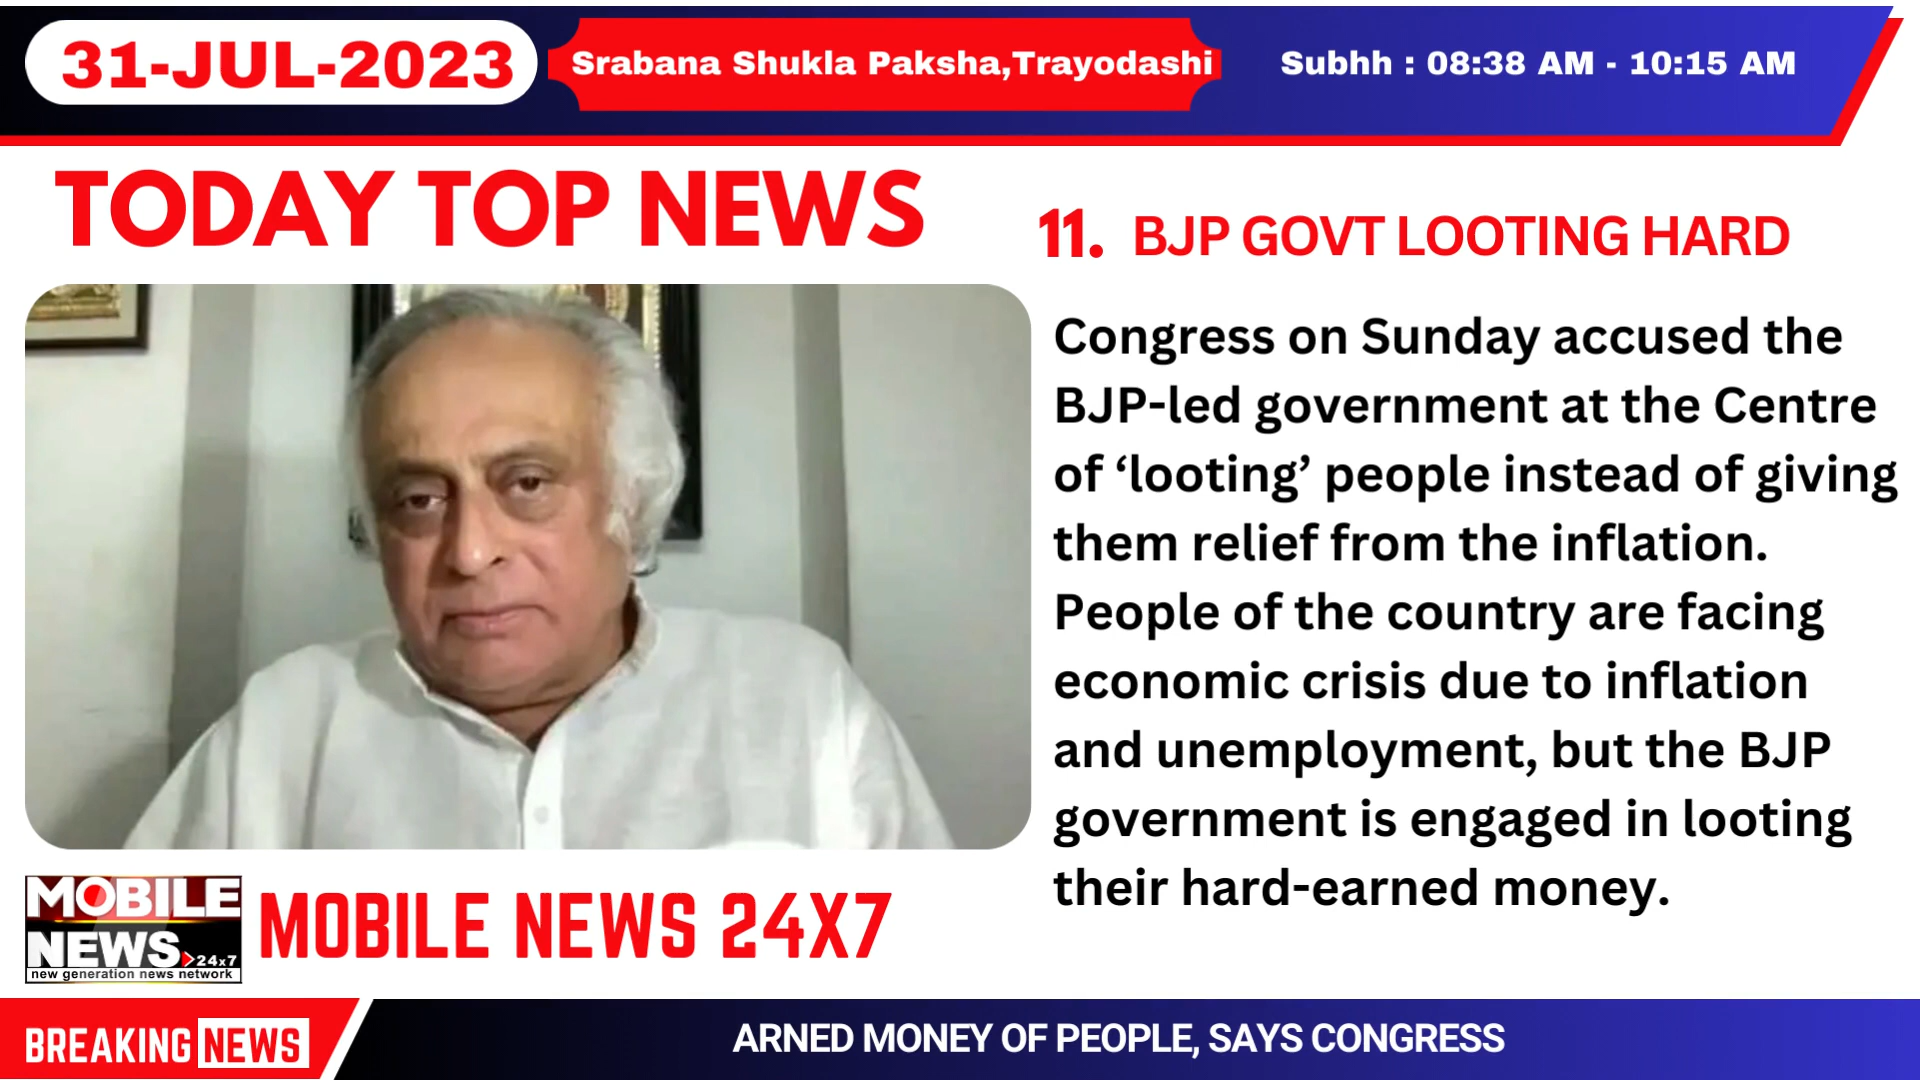 31-JUL-2023
Srabana Shukla Paksha,Trayodashi
Subhh : 08:38 AM - 10:15 AM
TODAY TOP NEWS
11. BJP GOVT LOOTING HARD
Congress on Sunday accused the
BJP-led government at the Centre
of ‘looting’ people instead of giving
them relief from the inflation.
People of the country are facing
economic crisis due to inflation
and unemployment, but the BJP
government is engaged in looting
their hard-earned money.
MOBILE
NEWS 24x7
new generation news network
MOBILE NEWS 24X7
BREAKING NEWS
ARNED MONEY OF PEOPLE, SAYS CONGRESS